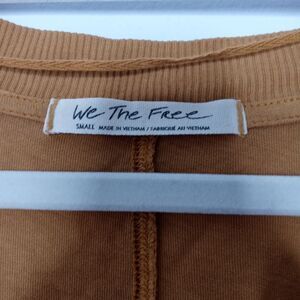 We The Free
SMALL MADE IN VIETNAM / FABRIQUÉ AU VIETNAM